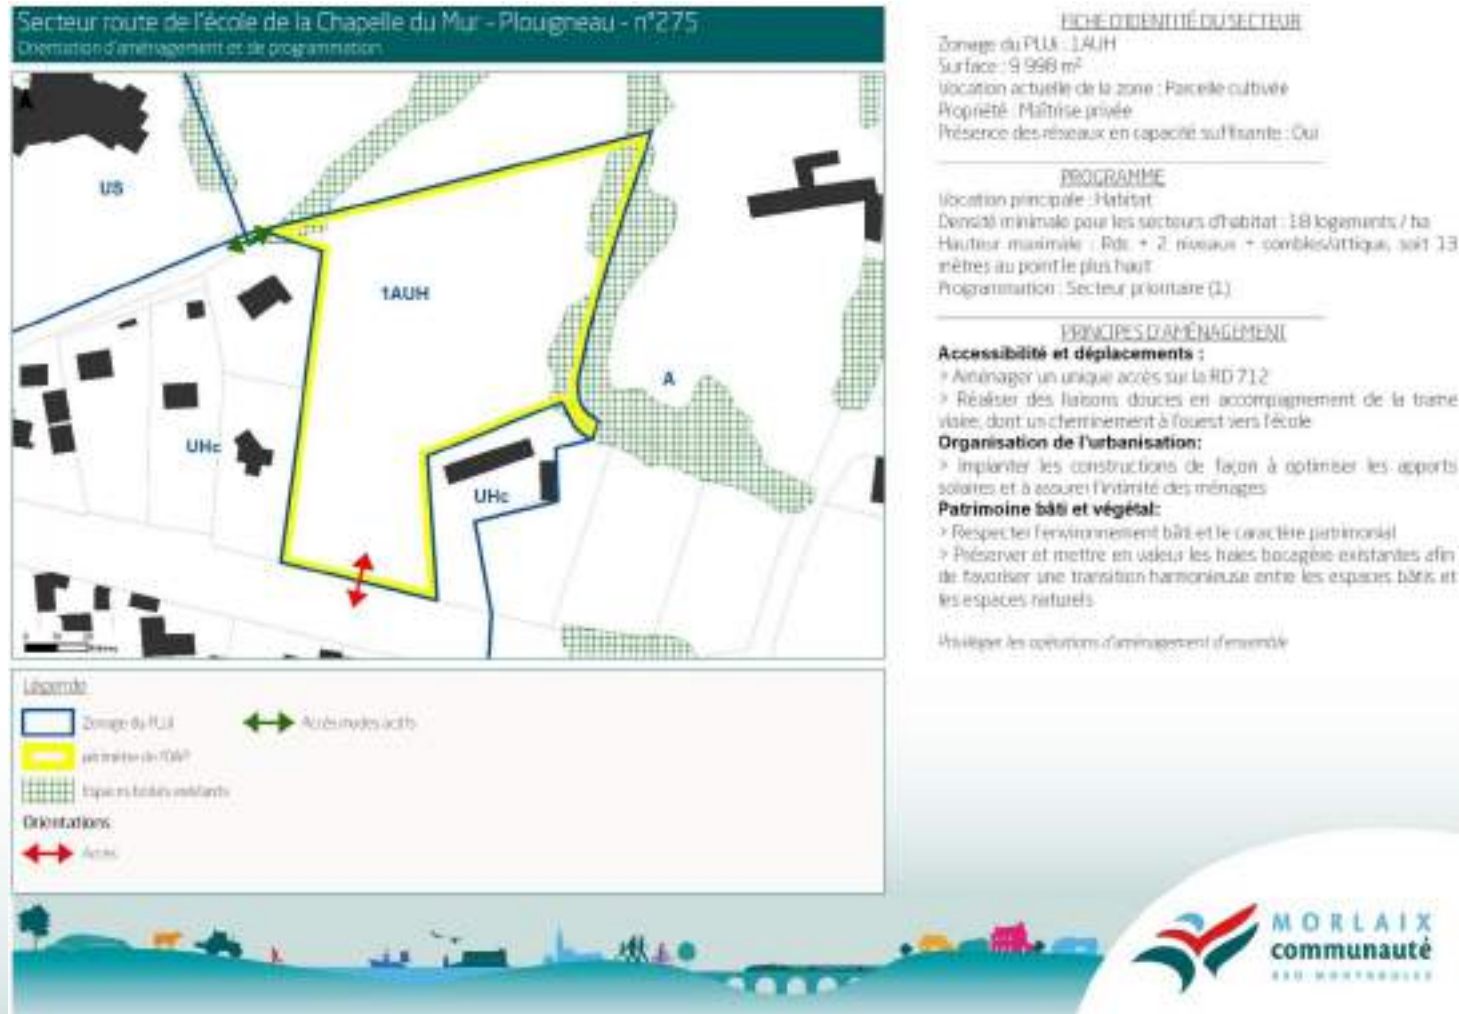 Secteur route de l'école de la Chapelle du Mur - Plouigneau - n°275
Orientation d'aménagement et de programmation
A
US
1AUH
A
UHc
UHc
Légende
Zonage du PLUi
Accès modes actifs
périmètre de l'OAP
Espaces boisés existants
Orientations
Accès
FICHE D'IDENTITÉ DU SECTEUR
Zonage du PLUi : 1AUH
Surface : 9 998 m²
Vocation actuelle de la zone : Parcelle cultivée
Propriété : Maîtrise privée
Présence des réseaux en capacité suffisante : Oui
PROGRAMME
Vocation principale : Habitat
Densité minimale pour les secteurs d'habitat : 18 logements / ha
Hauteur maximale : Rdc + 2 niveaux + combles/attique, soit 13
mètres au point le plus haut
Programmation : Secteur prioritaire (1)
PRINCIPES D'AMÉNAGEMENT
Accessibilité et déplacements :
> Aménager un unique accès sur la RD 712
> Réaliser des liaisons douces en accompagnement de la trame
viaire, dont un cheminement à l'ouest vers l'école
Organisation de l'urbanisation:
> Implanter les constructions de façon à optimiser les apports
solaires et à assurer l'intimité des ménages
Patrimoine bâti et végétal:
> Respecter l'environnement bâti et le caractère patrimonial
> Préserver et mettre en valeur les haies bocagère existantes afin
de favoriser une transition harmonieuse entre les espaces bâtis et
les espaces naturels
Privilégier les opérations d'aménagement d'ensemble
MORLAIX
communauté